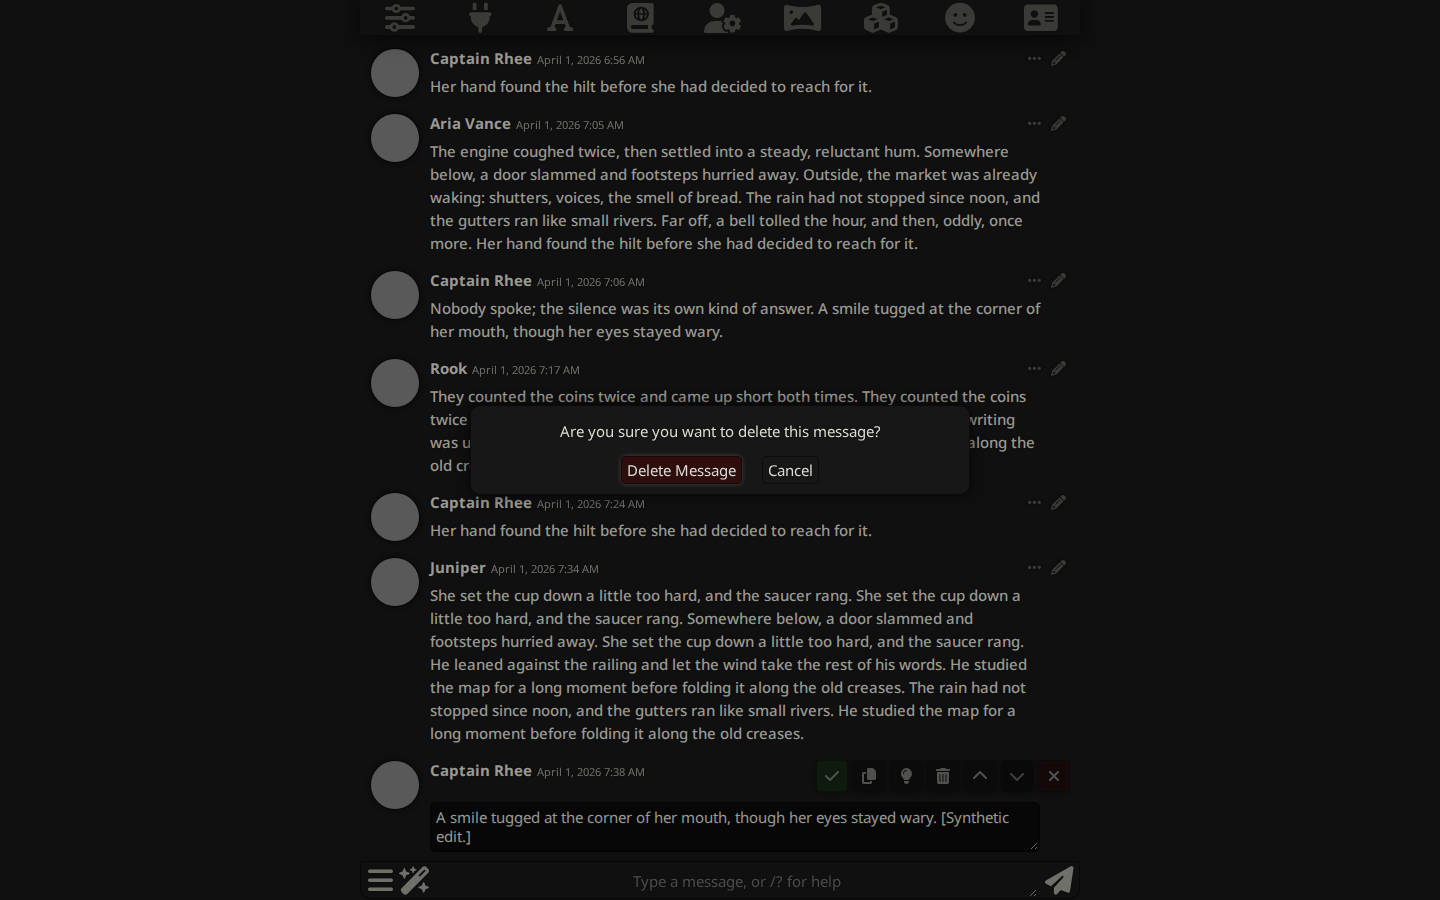 Captain Rhee April 1, 2026 6:56 AM
Her hand found the hilt before she had decided to reach for it.
Aria Vance April 1, 2026 7:05 AM
The engine coughed twice, then settled into a steady, reluctant hum. Somewhere
below, a door slammed and footsteps hurried away. Outside, the market was already
waking: shutters, voices, the smell of bread. The rain had not stopped since noon, and
the gutters ran like small rivers. Far off, a bell tolled the hour, and then, oddly, once
more. Her hand found the hilt before she had decided to reach for it.
Captain Rhee April 1, 2026 7:06 AM
Nobody spoke; the silence was its own kind of answer. A smile tugged at the corner of
her mouth, though her eyes stayed wary.
Rook April 1, 2026 7:17 AM
They counted the coins twice and came up short both times. They counted the coins
twice
was
along the
old
Are you sure you want to delete this message?
Delete Message Cancel
Captain Rhee April 1, 2026 7:24 AM
Her hand found the hilt before she had decided to reach for it.
Juniper April 1, 2026 7:34 AM
She set the cup down a little too hard, and the saucer rang. She set the cup down a
little too hard, and the saucer rang. Somewhere below, a door slammed and
footsteps hurried away. She set the cup down a little too hard, and the saucer rang.
He leaned against the railing and let the wind take the rest of his words. He studied
the map for a long moment before folding it along the old creases. The rain had not
stopped since noon, and the gutters ran like small rivers. He studied the map for a
long moment before folding it along the old creases.
Captain Rhee April 1, 2026 7:38 AM
A smile tugged at the corner of her mouth, though her eyes stayed wary. [Synthetic
edit.]
Type a message, or /? for help